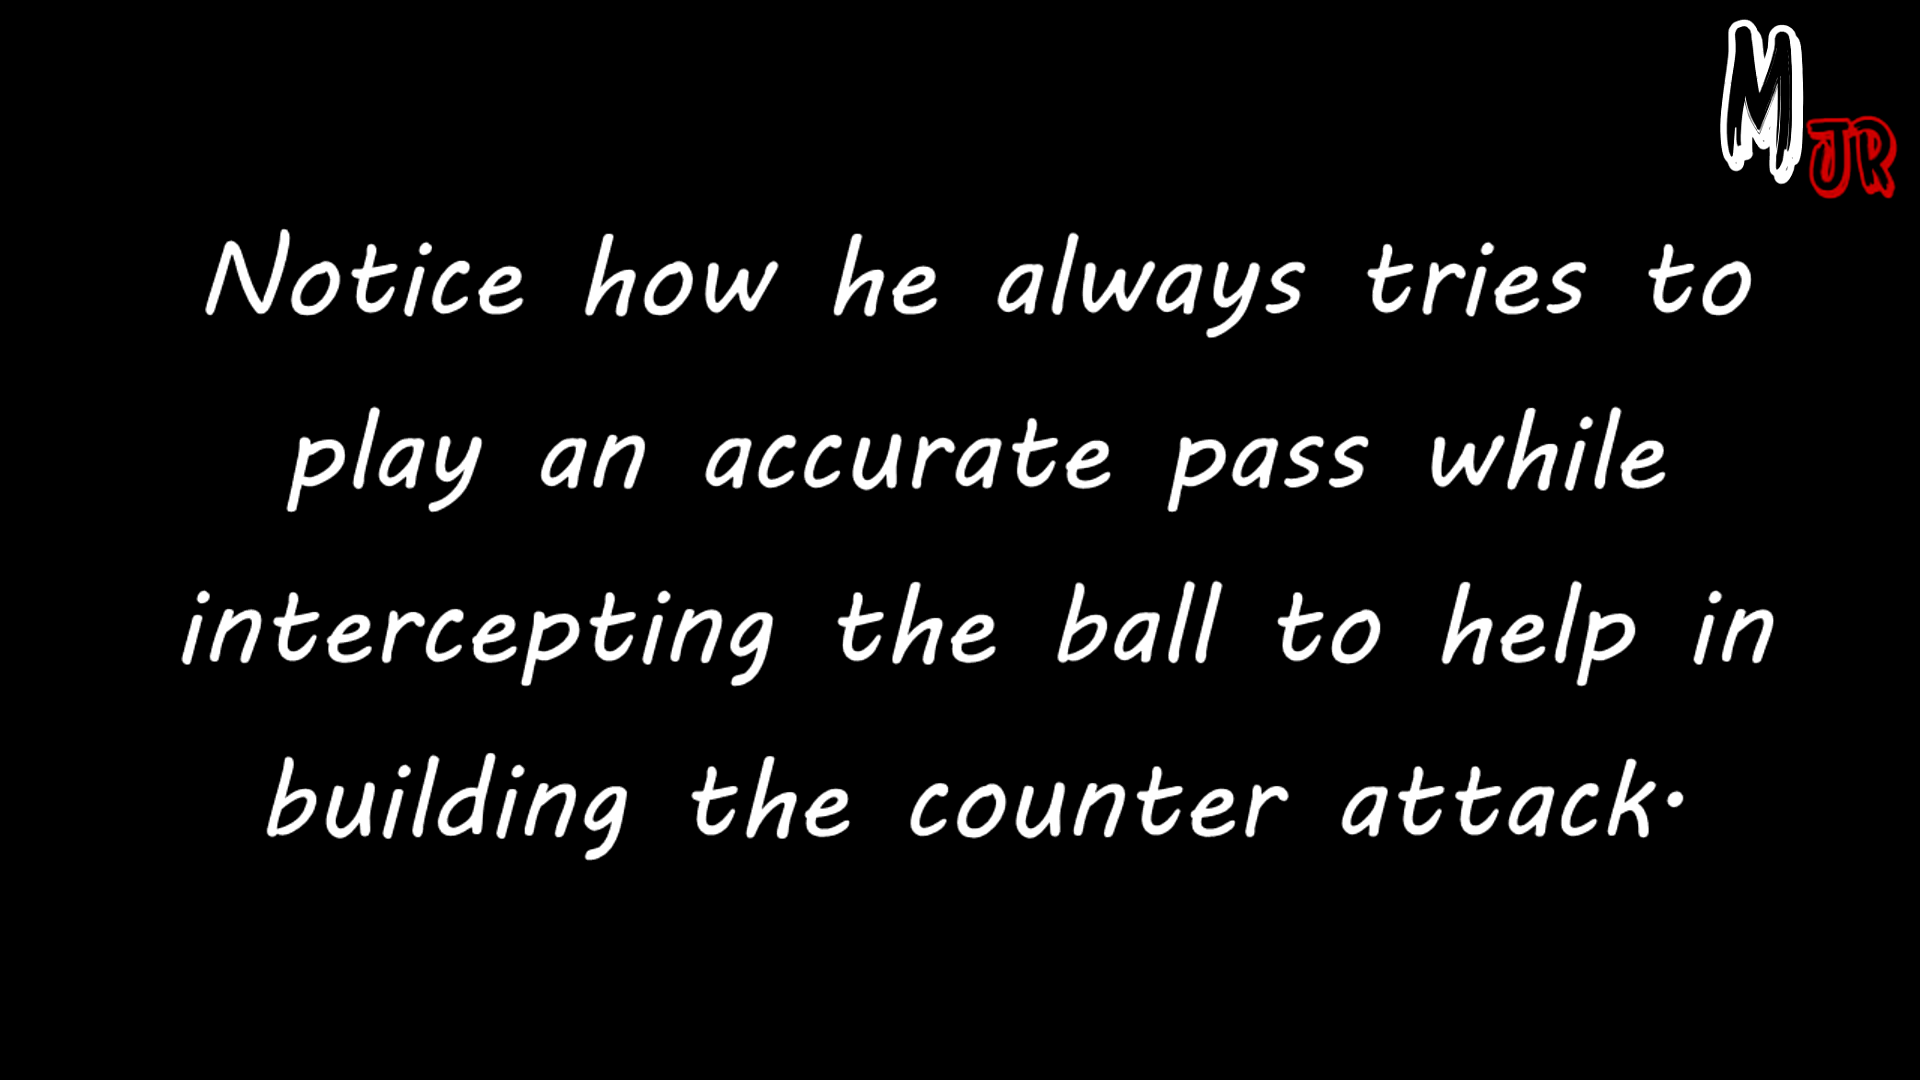 M
JR
Notice how he always tries to
play an accurate pass while
intercepting the ball to help in
building the counter attack.